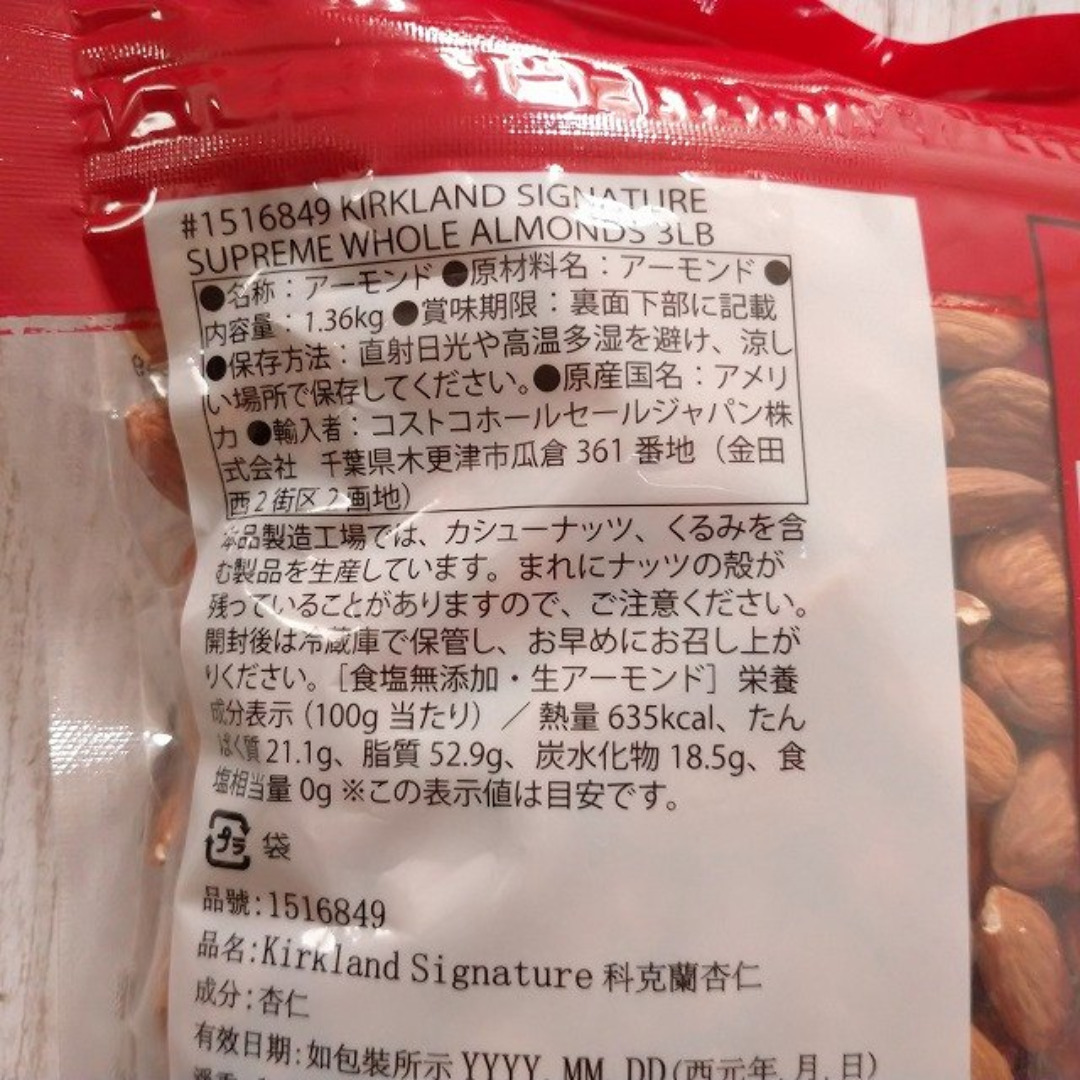 #1516849 KIRKLAND SIGNATURE
SUPREME WHOLE ALMONDS 3LB
●名称：アーモンド ●原材料名：アーモンド ●
内容量：1.36kg ●賞味期限：裏面下部に記載
●保存方法：直射日光や高温多湿を避け、涼し
い場所で保存してください。●原産国名：アメリ
カ ●輸入者：コストコホールセールジャパン株
式会社 千葉県木更津市瓜倉 361 番地（金田
西２街区２画地）
本品製造工場では、カシューナッツ、くるみを含
む製品を生産しています。まれにナッツの殻が
残っていることがありますので、ご注意ください。
開封後は冷蔵庫で保管し、お早めにお召し上が
りください。［食塩無添加・生アーモンド］栄養
成分表示（100g 当たり）／熱量 635kcal、たん
ぱく質 21.1g、脂質 52.9g、炭水化物 18.5g、食
塩相当量 0g ※この表示値は目安です。
プラ 袋
品號:1516849
品名:Kirkland Signature 科克蘭杏仁
成分:杏仁
有效日期:如包裝所示 YYYY. MM. DD(西元年.月.日)